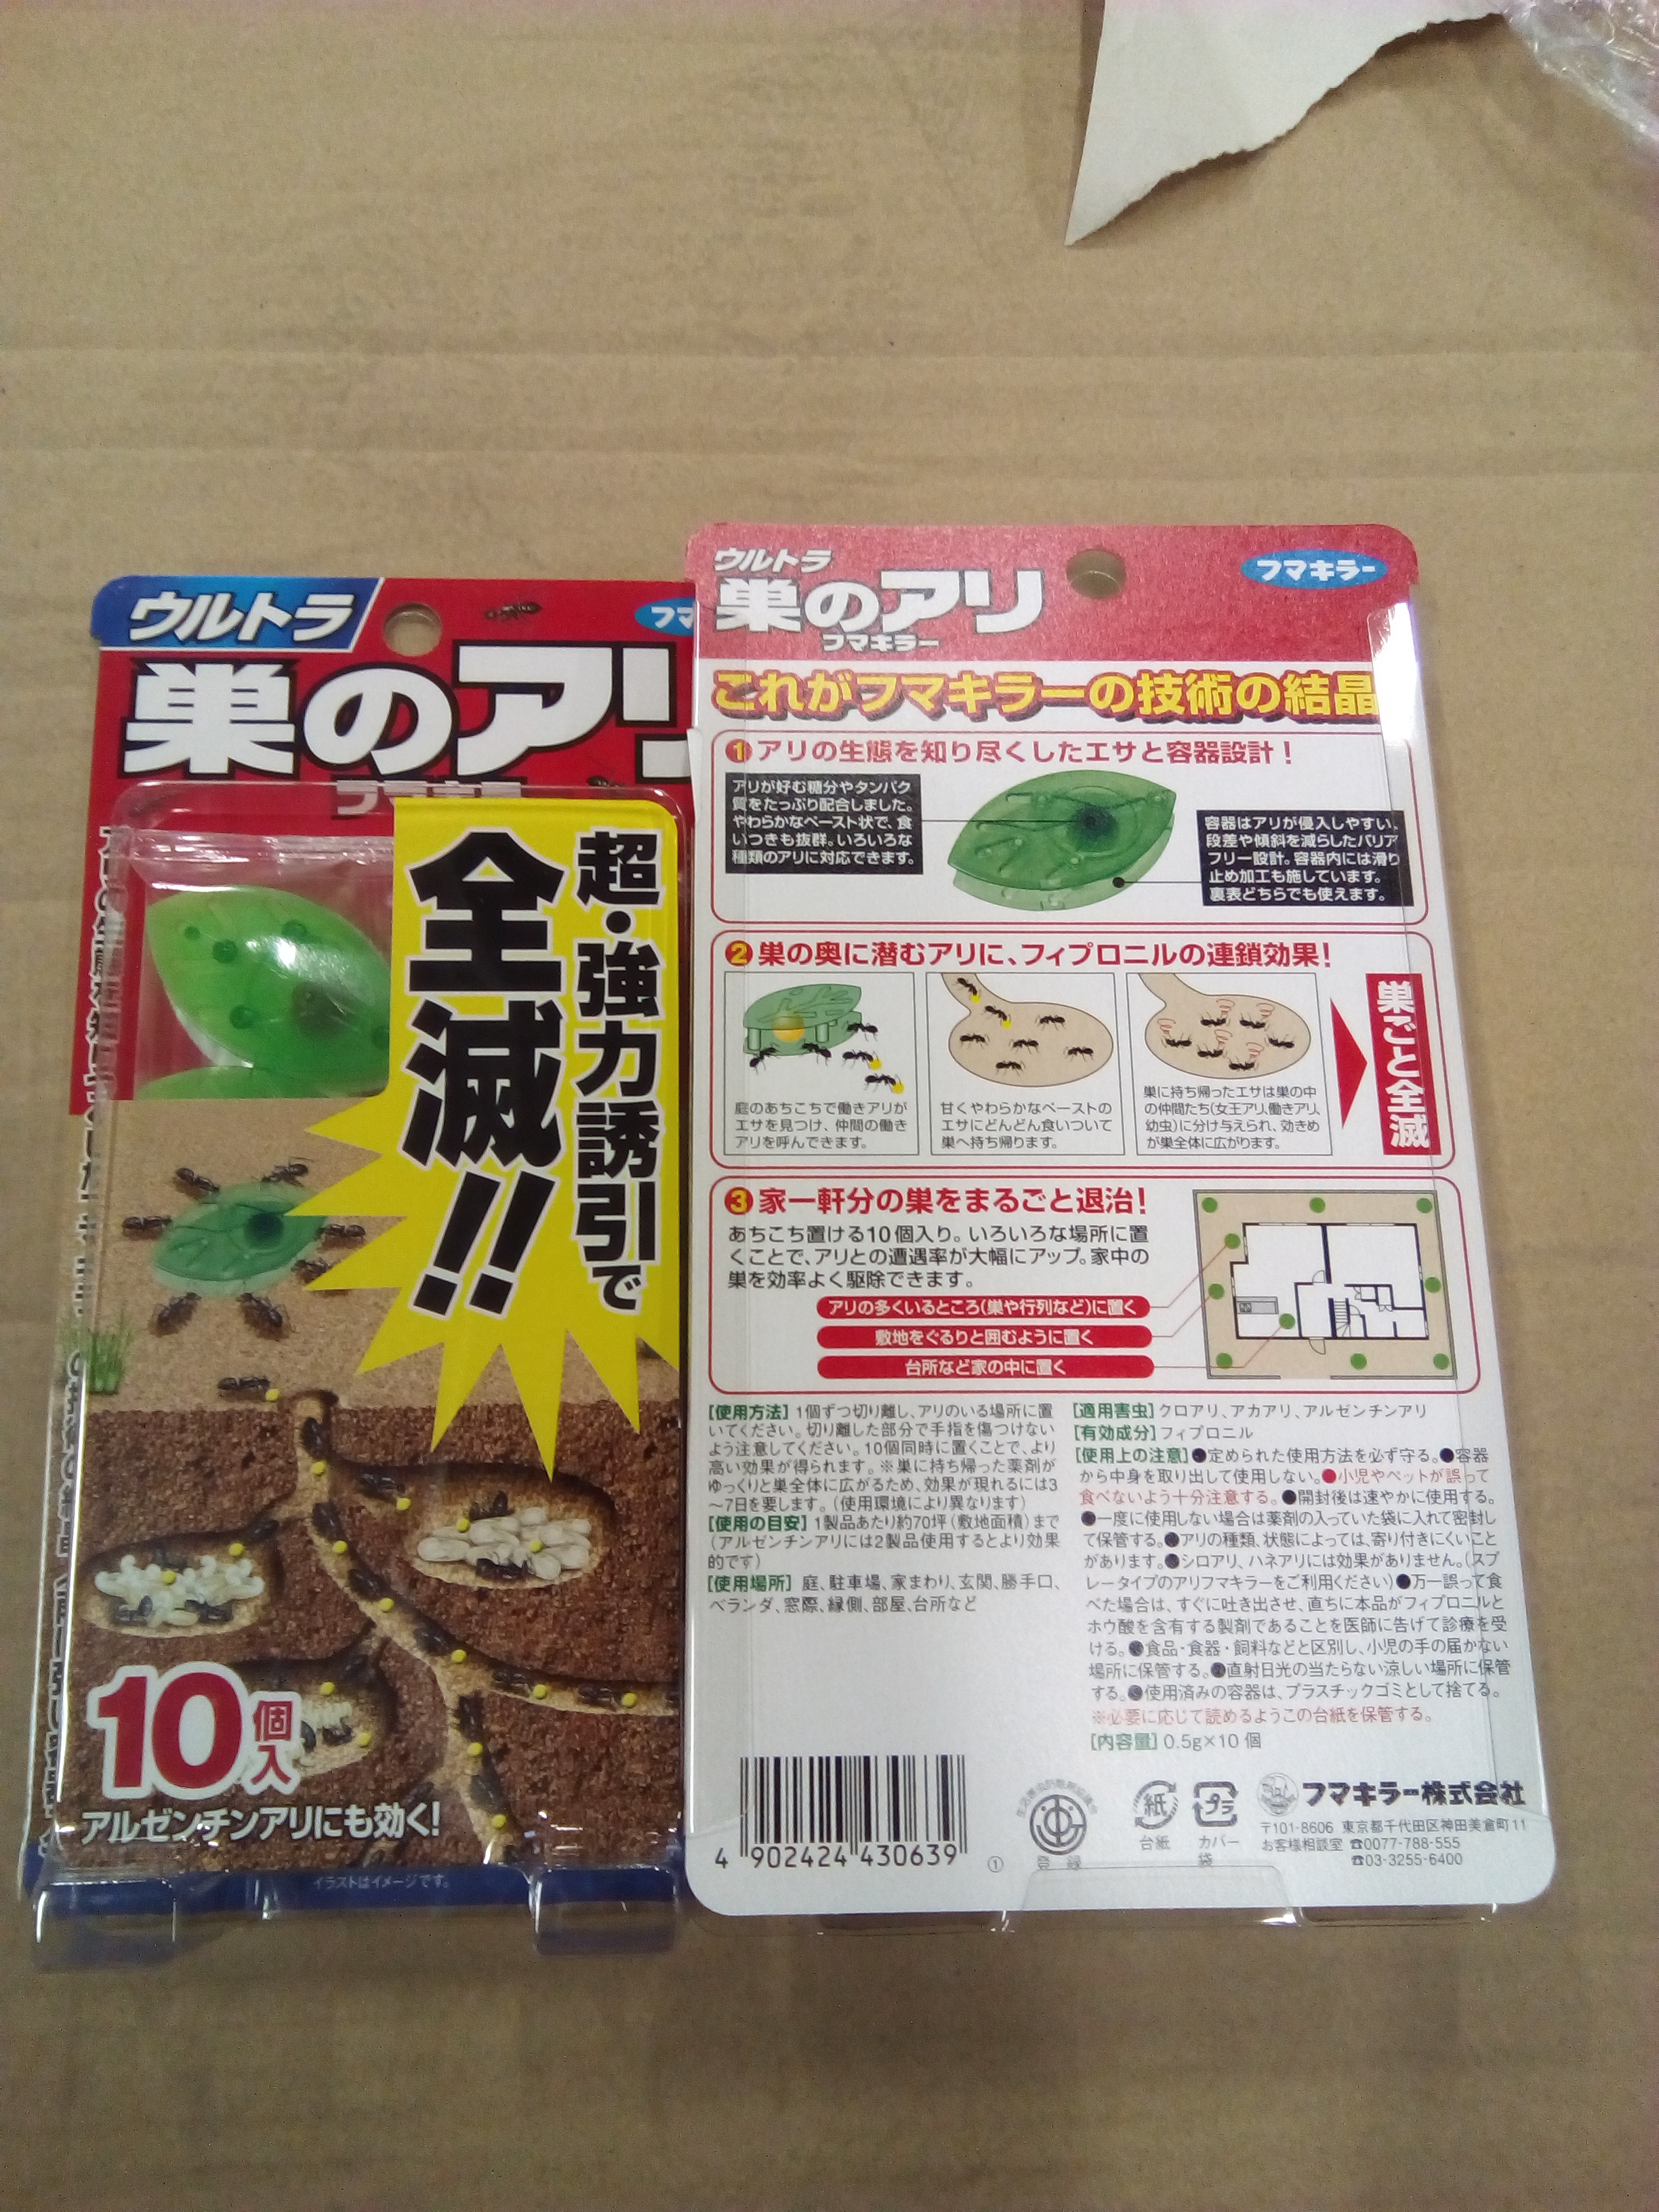 ウルトラ
フマ
巣のアリ
超・強力誘引で
全滅!!
10個入
アルゼンチンアリにも効く!
イラストはイメージです。
ウルトラ
巣のアリ
フマキラー
フマキラー
これがフマキラーの技術の結晶
1 アリの生態を知り尽くしたエサと容器設計!
アリが好む糖分やタンパク
質をたっぷり配合しました。
やわらかなペースト状で、食
いつきも抜群。いろいろな
種類のアリに対応できます。
容器はアリが侵入しやすい、
段差や傾斜を減らしたバリア
フリー設計。容器内には滑り
止め加工も施しています。
裏表どちらでも使えます。
2 巣の奥に潜むアリに、フィプロニルの連鎖効果!
庭のあちこちで働きアリが
エサを見つけ、仲間の働き
アリを呼んできます。
甘くやわらかなペーストの
エサにどんどん食いついて
巣へ持ち帰ります。
巣に持ち帰ったエサは巣の中
の仲間たち(女王アリ、働きアリ、
幼虫)に分け与えられ、効きめ
が巣全体に広がります。
巣ごと全滅
3 家一軒分の巣をまるごと退治!
あちこち置ける10個入り。いろいろな場所に置
くことで、アリとの遭遇率が大幅にアップ。家中の
巣を効率よく駆除できます。
アリの多くいるところ(巣や行列など)に置く
敷地をぐるりと囲むように置く
台所など家の中に置く
【使用方法】1個ずつ切り離し、アリのいる場所に置
いてください。切り離した部分で手指を傷つけない
よう注意してください。10個同時に置くことで、より
高い効果が得られます。※巣に持ち帰った薬剤が
ゆっくりと巣全体に広がるため、効果が現れるには3
〜7日を要します。(使用環境により異なります)
【使用の目安】1製品あたり約70坪(敷地面積)まで
(アルゼンチンアリには2製品使用するとより効果
的です)
【使用場所】庭、駐車場、家まわり、玄関、勝手口、
ベランダ、窓際、縁側、部屋、台所など
【適用害虫】クロアリ、アカアリ、アルゼンチンアリ
【有効成分】フィプロニル
【使用上の注意】●定められた使用方法を必ず守る。●容器
から中身を取り出して使用しない。●小児やペットが誤って
食べないよう十分注意する。●開封後は速やかに使用する。
●一度に使用しない場合は薬剤の入っていた袋に入れて密封し
て保管する。●アリの種類、状態によっては、寄り付きにくいこと
があります。●シロアリ、ハネアリには効果がありません。(スプ
レータイプのアリフマキラーをご利用ください)●万一誤って食
べた場合は、すぐに吐き出させ、直ちに本品がフィプロニルと
ホウ酸を含有する製剤であることを医師に告げて診療を受
ける。●食品・食器・飼料などと区別し、小児の手の届かない
場所に保管する。●直射日光の当たらない涼しい場所に保管
する。●使用済みの容器は、プラスチックゴミとして捨てる。
※必要に応じて読めるようこの台紙を保管する。
【内容量】0.5g×10個
4 902424 430639
①
登録
紙
台紙
プラ
カバー
袋
フマキラー株式会社
〒101-8606 東京都千代田区神田美倉町11
お客様相談室 ☎0077-788-555
☎03-3255-6400